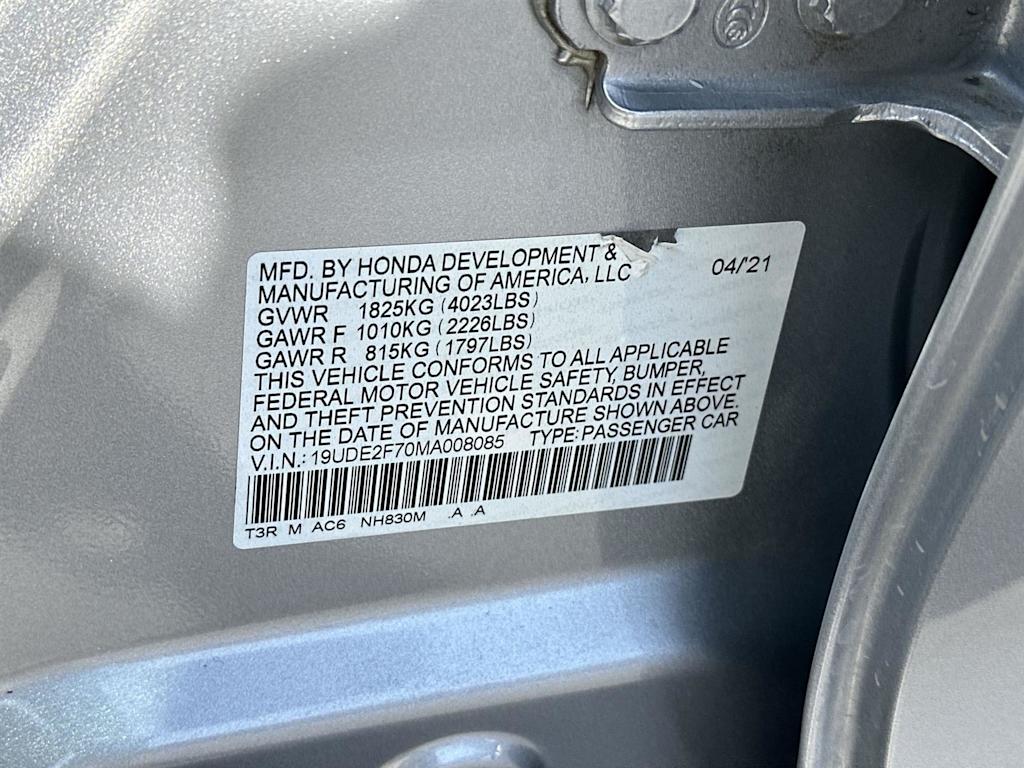 MFD. BY HONDA DEVELOPMENT &
MANUFACTURING OF AMERICA, LLC 04/'21
GVWR 1825KG (4023LBS)
GAWR F 1010KG (2226LBS)
GAWR R 815KG (1797LBS)
THIS VEHICLE CONFORMS TO ALL APPLICABLE
FEDERAL MOTOR VEHICLE SAFETY, BUMPER,
AND THEFT PREVENTION STANDARDS IN EFFECT
ON THE DATE OF MANUFACTURE SHOWN ABOVE.
V.I.N.: 19UDE2F70MA008085 TYPE: PASSENGER CAR
T3R M AC6 NH830M .A .A